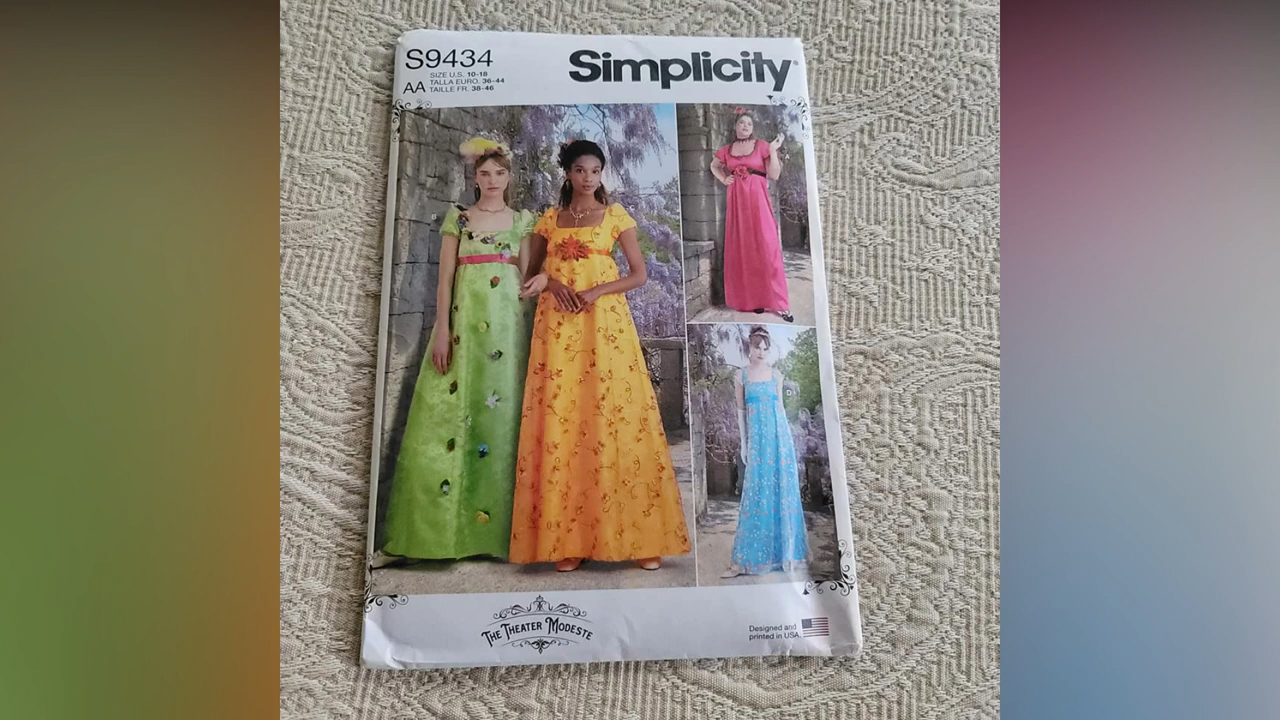 S9434
Simplicity®
AA
SIZE U.S. 10-18
TALLA EURO. 36-44
TAILLE FR. 38-46
THE THEATER MODESTE
Designed and
printed in USA.